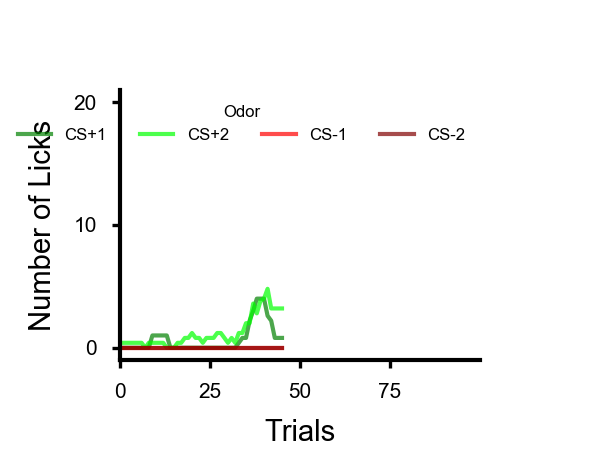 Odor
CS+1 CS+2 CS-1 CS-2
Number of Licks
20
10
0
0 25 50 75
Trials